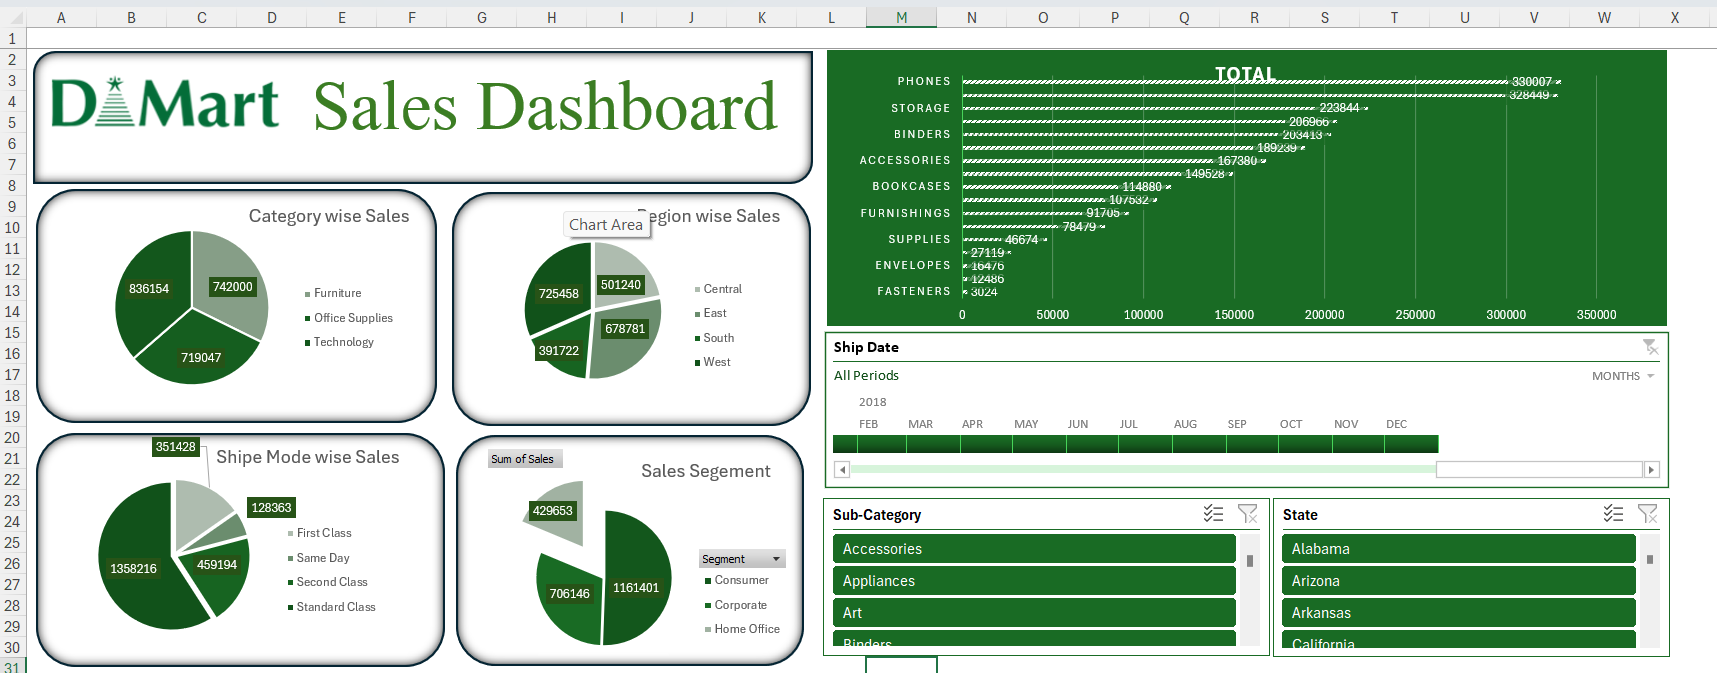 A B C D E F G H I J K L M N O P Q R S T U V W X
1
2
3
4
5
6
7
8
9
10
11
12
13
14
15
16
17
18
19
20
21
22
23
24
25
26
27
28
29
30
31
D Mart Sales Dashboard
Category wise Sales
836154
742000
719047
Furniture
Office Supplies
Technology
Region wise Sales
Chart Area
725458
501240
678781
391722
Central
East
South
West
351428
Shipe Mode wise Sales
128363
1358216
459194
First Class
Same Day
Second Class
Standard Class
Sum of Sales
Sales Segement
429653
706146
1161401
Segment
Consumer
Corporate
Home Office
TOTAL
PHONES 330007
328449
STORAGE 223844
206966
BINDERS 203413
189239
ACCESSORIES 167380
149528
BOOKCASES 114880
107532
FURNISHINGS 91705
78479
SUPPLIES 46674
27119
ENVELOPES 16476
12486
FASTENERS 3024
0 50000 100000 150000 200000 250000 300000 350000
Ship Date
All Periods MONTHS
2018
FEB MAR APR MAY JUN JUL AUG SEP OCT NOV DEC
Sub-Category
Accessories
Appliances
Art
Binders
State
Alabama
Arizona
Arkansas
California